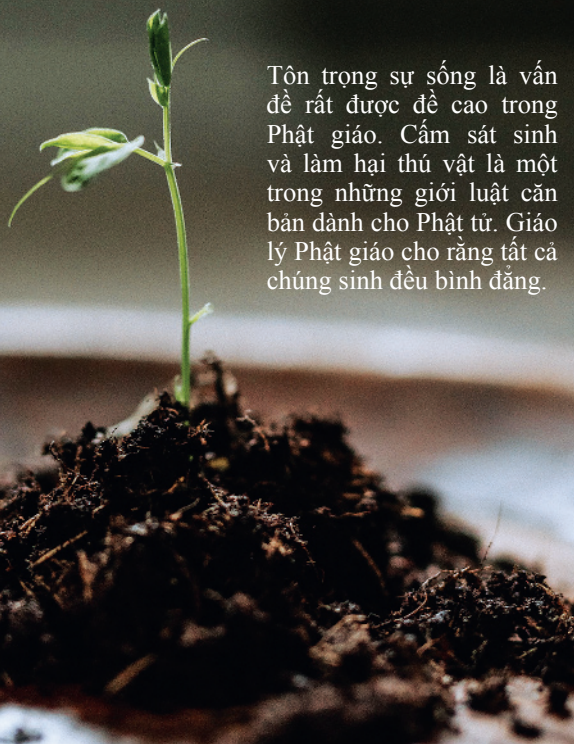 Tôn trọng sự sống là vấn
đề rất được đề cao trong
Phật giáo. Cấm sát sinh
và làm hại thú vật là một
trong những giới luật căn
bản dành cho Phật tử. Giáo
lý Phật giáo cho rằng tất cả
chúng sinh đều bình đẳng.